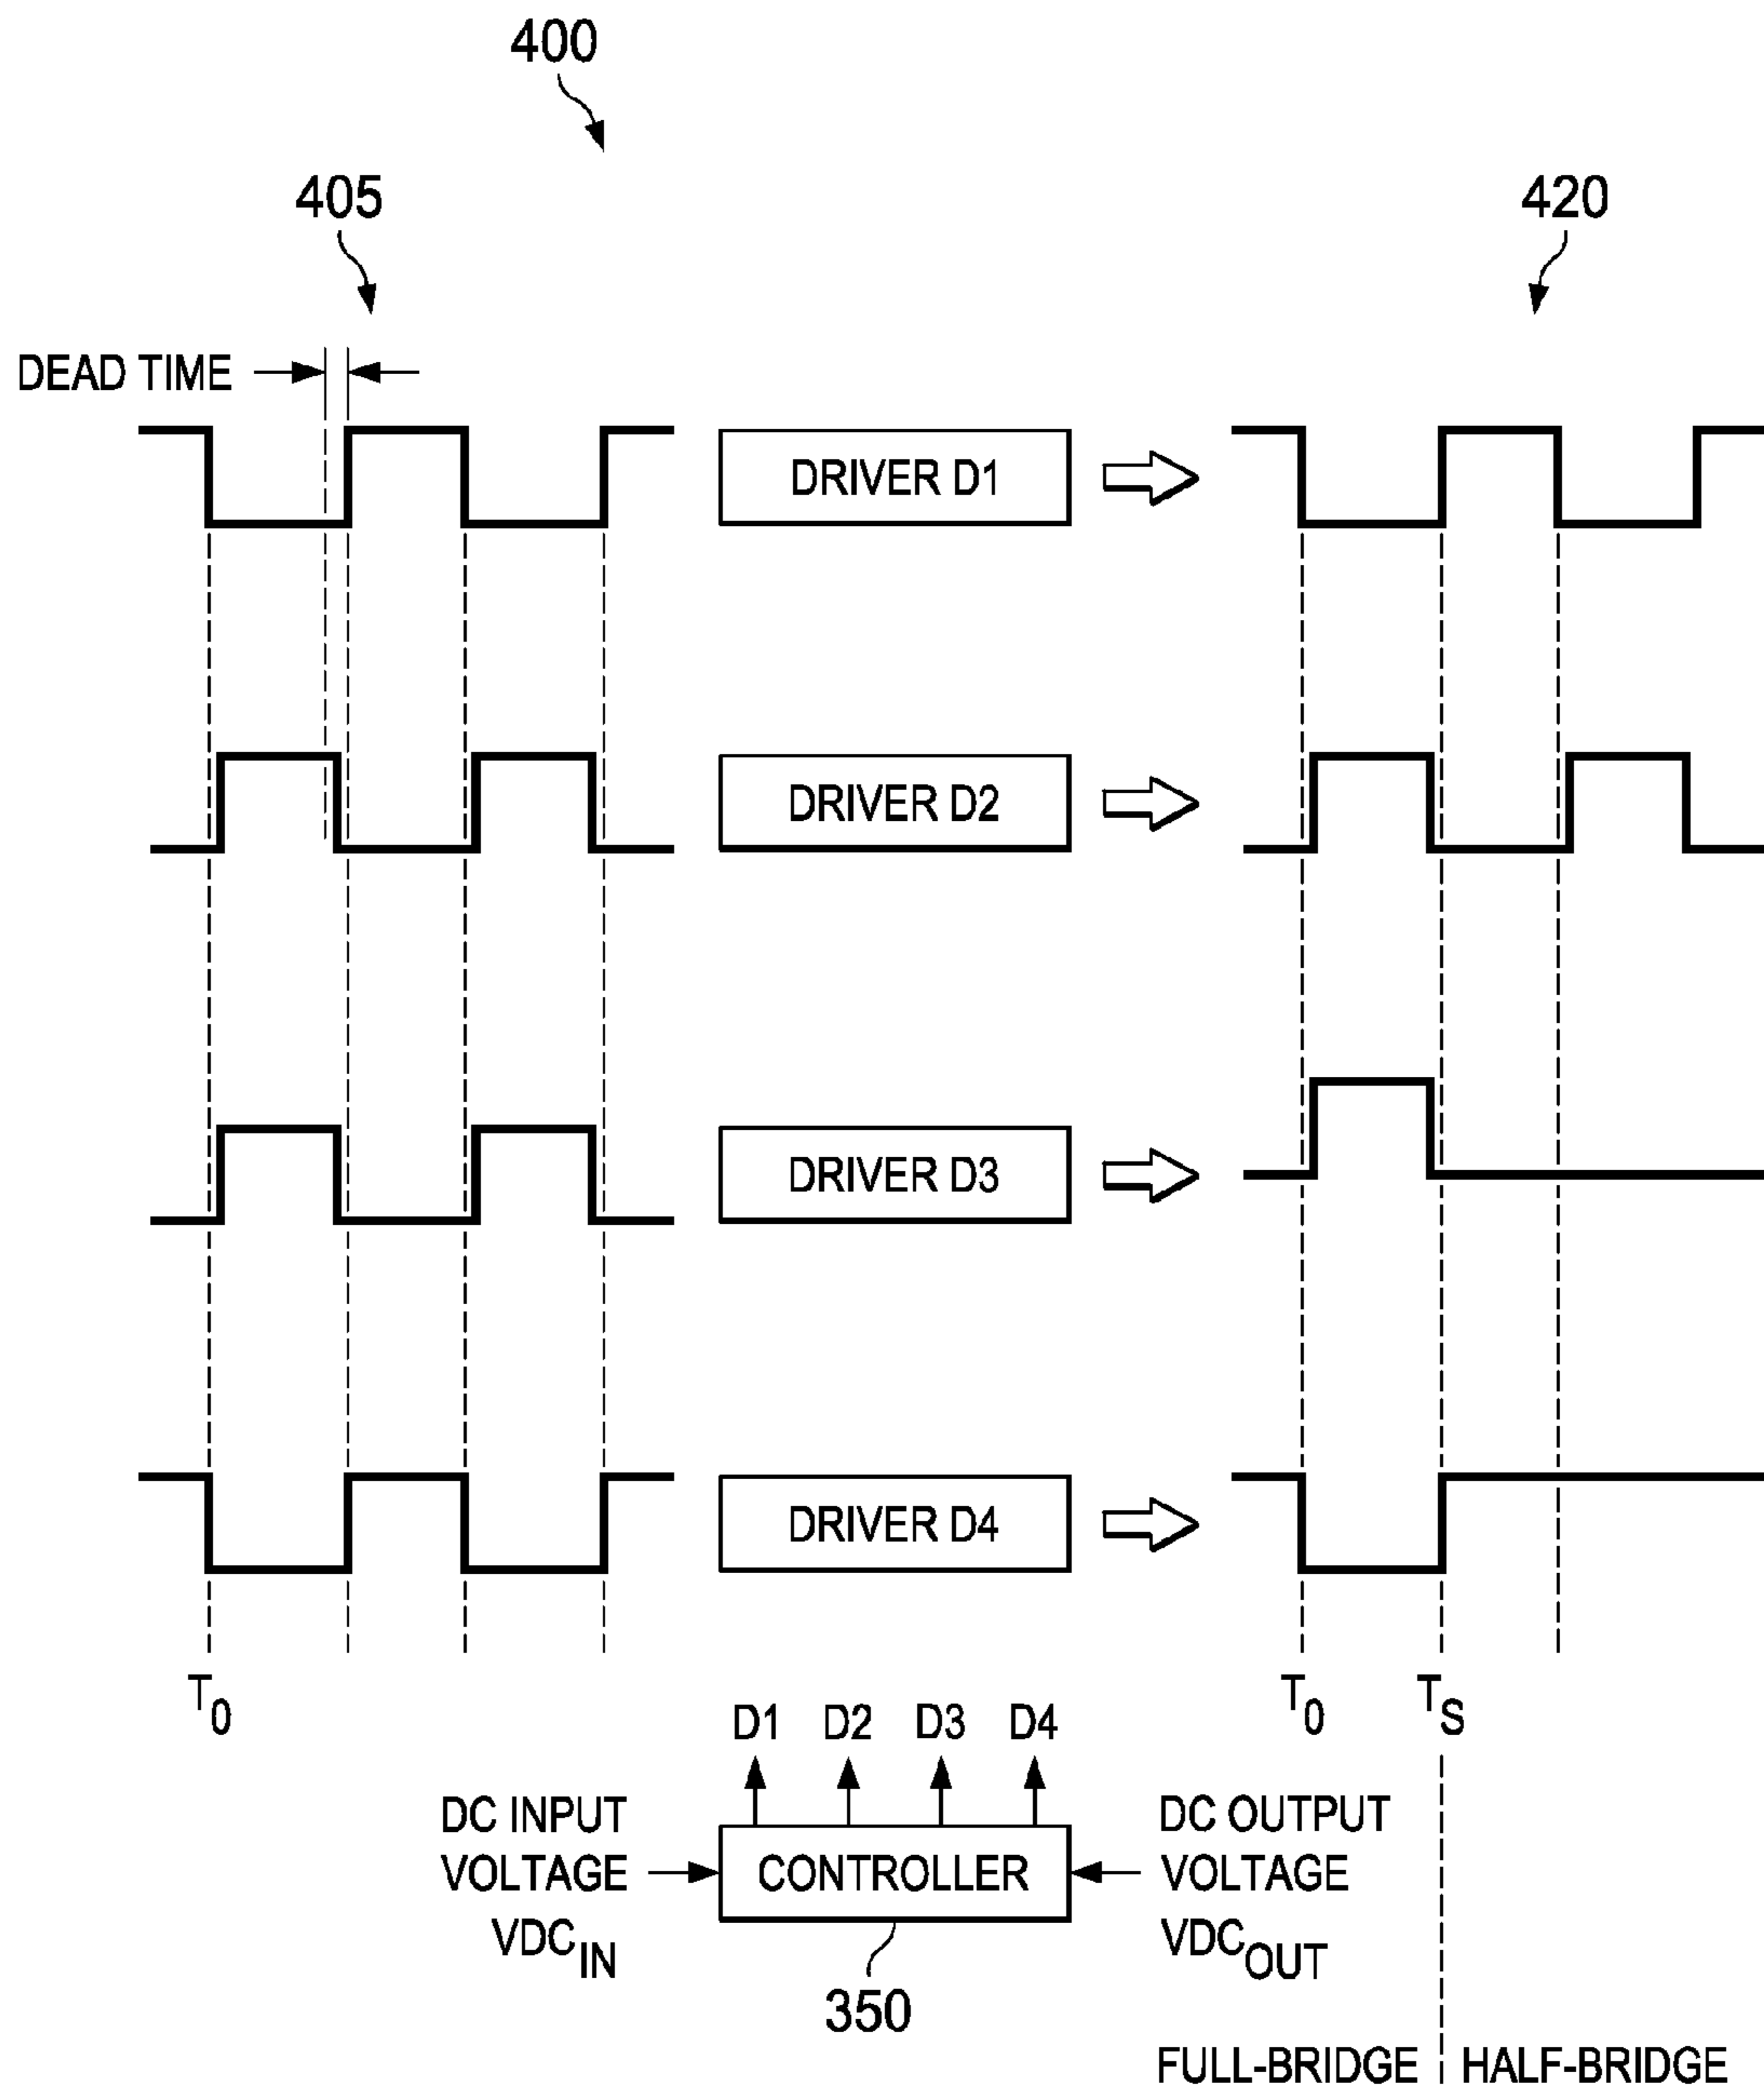 400
405
420
DEAD TIME
DRIVER D1
DRIVER D2
DRIVER D3
DRIVER D4
T0
T0
TS
D1
D2
D3
D4
DC INPUT
VOLTAGE
VDCIN
CONTROLLER
DC OUTPUT
VOLTAGE
VDCOUT
350
FULL-BRIDGE
HALF-BRIDGE